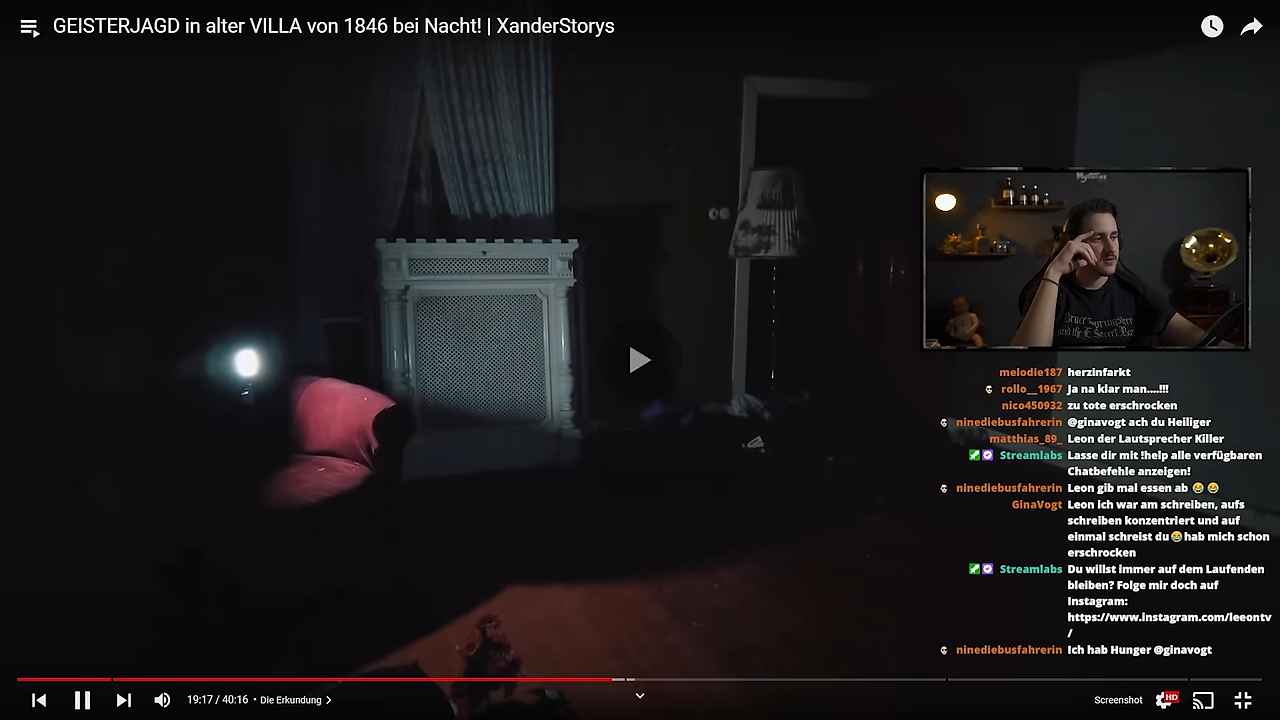 GEISTERJAGD in alter VILLA von 1846 bei Nacht! | XanderStorys
Mysteries
melodie187 herzinfarkt
rollo__1967 Ja na klar man....!!!
nico450932 zu tote erschrocken
ninediebusfahrerin @ginavogt ach du Heiliger
matthias_89_ Leon der Lautsprecher Killer
Streamlabs Lasse dir mit !help alle verfügbaren
Chatbefehle anzeigen!
ninediebusfahrerin Leon gib mal essen ab 😂 😂
GinaVogt Leon ich war am schreiben, aufs
schreiben konzentriert und auf
einmal schreist du😂hab mich schon
erschrocken
Streamlabs Du willst immer auf dem Laufenden
bleiben? Folge mir doch auf
Instagram:
https://www.instagram.com/leeontv
/
ninediebusfahrerin Ich hab Hunger @ginavogt
19:17 / 40:16 • Die Erkundung
Screenshot
HD